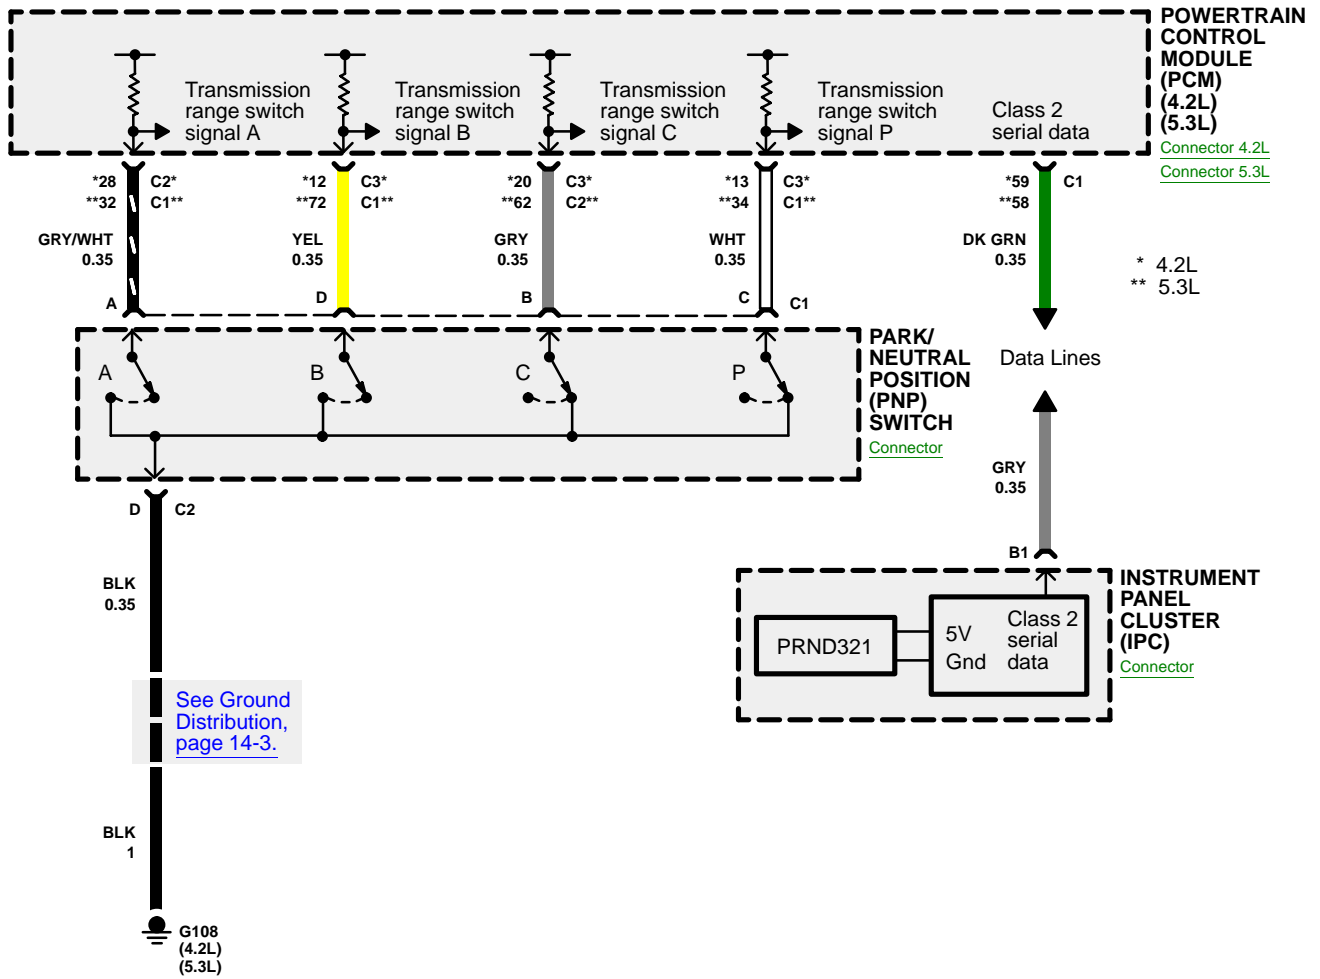 POWERTRAIN
CONTROL
MODULE
(PCM)
(4.2L)
(5.3L)
Connector 4.2L
Connector 5.3L
Transmission
range switch
signal A
Transmission
range switch
signal B
Transmission
range switch
signal C
Transmission
range switch
signal P
Class 2
serial data
*28 C2*
**32 C1**
*12 C3*
**72 C1**
*20 C3*
**62 C2**
*13 C3*
**34 C1**
*59 C1
**58
GRY/WHT
0.35
YEL
0.35
GRY
0.35
WHT
0.35
DK GRN
0.35
* 4.2L
** 5.3L
A
D
B
C C1
A
B
C
P
PARK/
NEUTRAL
POSITION
(PNP)
SWITCH
Connector
Data Lines
D C2
GRY
0.35
B1
BLK
0.35
INSTRUMENT
PANEL
CLUSTER
(IPC)
Connector
PRND321
5V
Gnd
Class 2
serial
data
See Ground
Distribution,
page 14-3.
BLK
1
G108
(4.2L)
(5.3L)